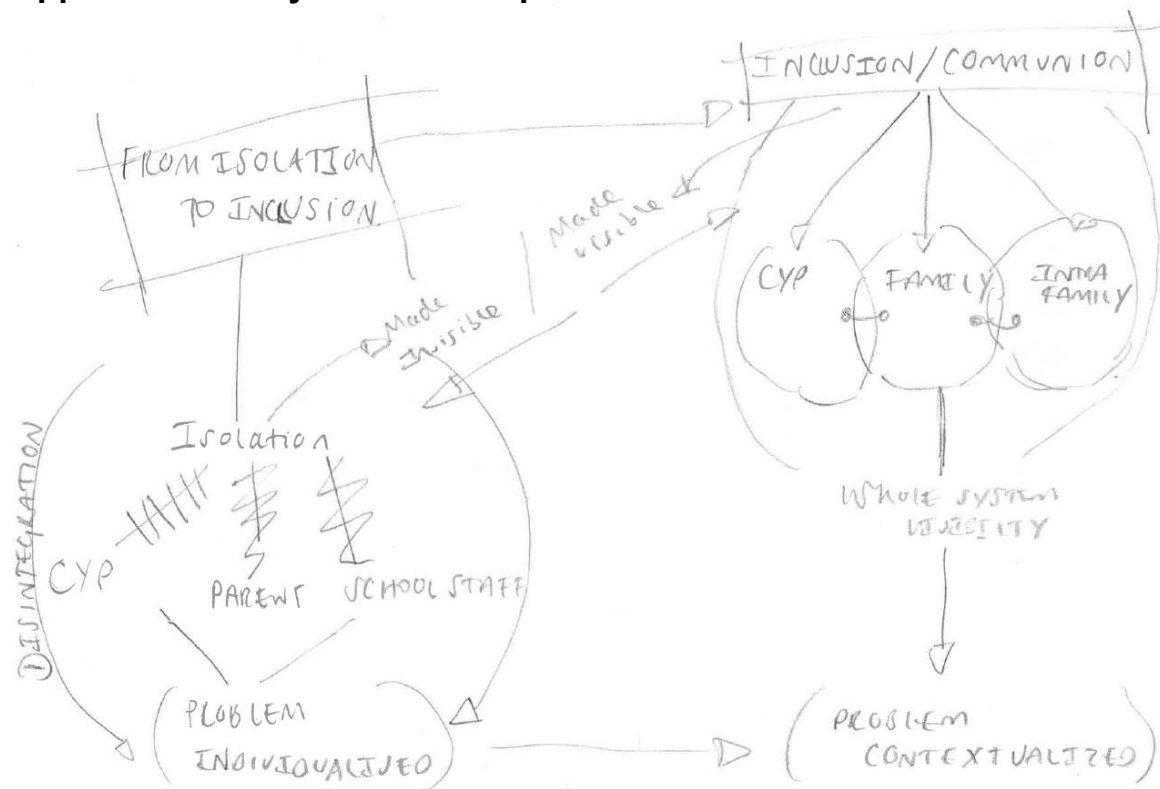 INCLUSION/COMMUNION
FROM ISOLATION
TO INCLUSION
Made
visible
Made
Invisible
CYP
FAMILY
INTRA
FAMILY
Isolation
DISINTEGRATION
CYP
PARENT
SCHOOL STAFF
WHOLE SYSTEM
VISIBILTY
PROBLEM
INDIVIDUALIZED
PROBLEM
CONTEXTUALIZED